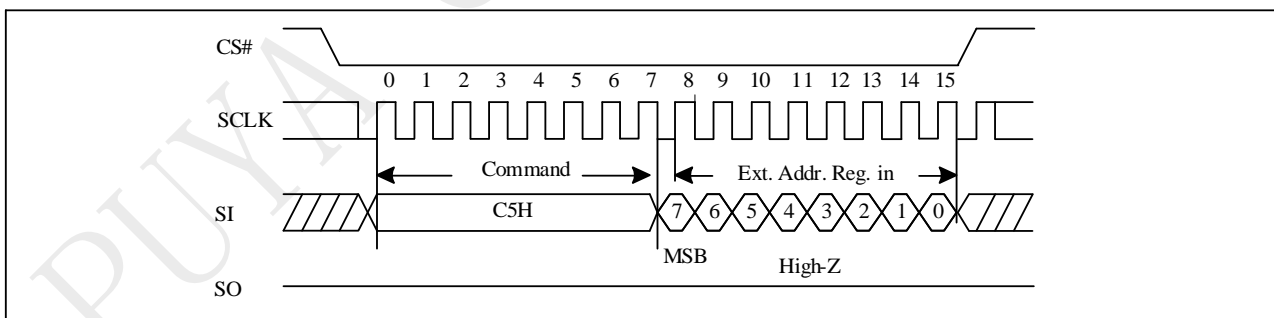 PUYA
CS#
0 1 2 3 4 5 6 7 8 9 10 11 12 13 14 15
SCLK
Command
Ext. Addr. Reg. in
SI
C5H
7 6 5 4 3 2 1 0
MSB
High-Z
SO